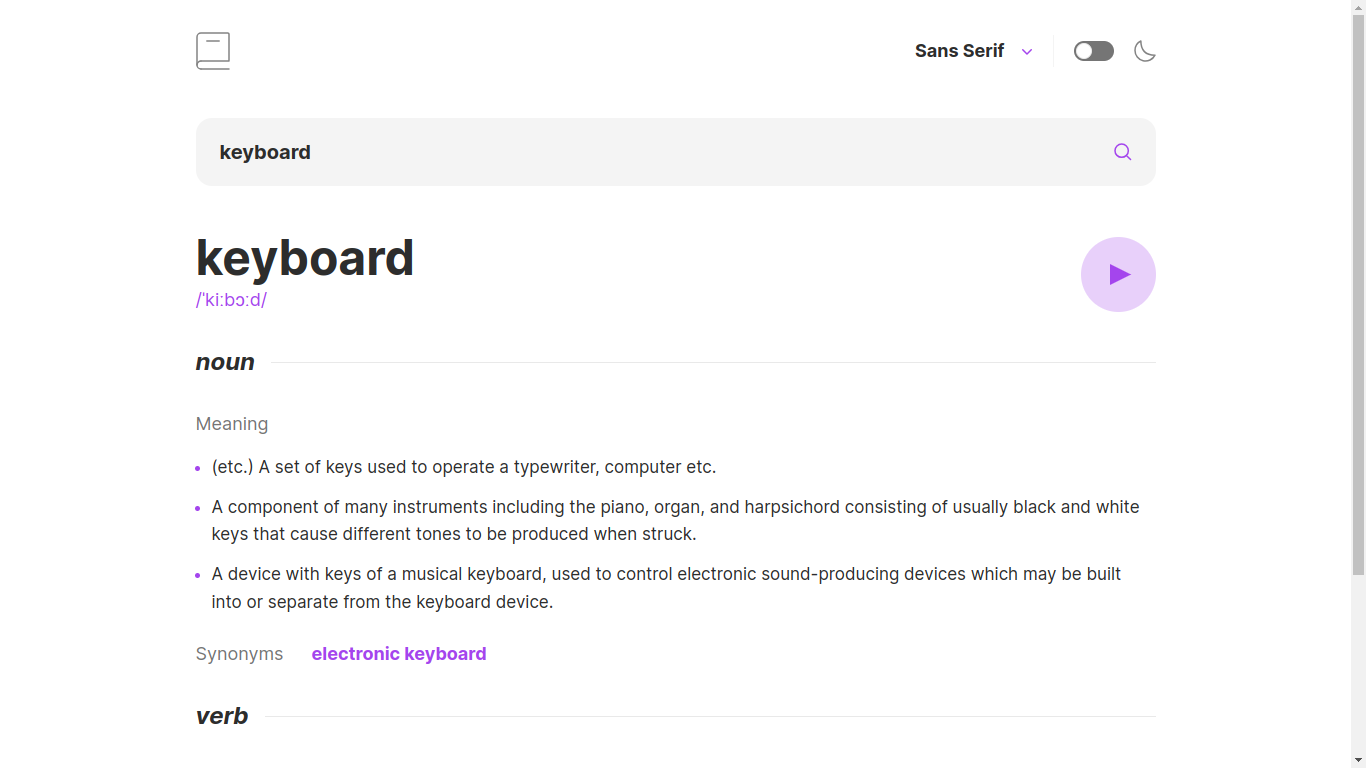 Sans Serif
keyboard
keyboard
/ˈkiːbɔːd/
noun
Meaning
(etc.) A set of keys used to operate a typewriter, computer etc.
A component of many instruments including the piano, organ, and harpsichord consisting of usually black and white
keys that cause different tones to be produced when struck.
A device with keys of a musical keyboard, used to control electronic sound-producing devices which may be built
into or separate from the keyboard device.
Synonyms electronic keyboard
verb